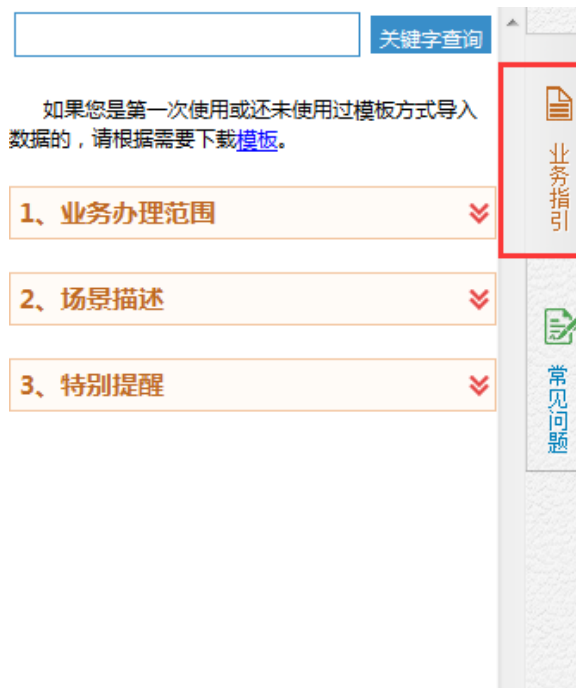 关键字查询
如果您是第一次使用或还未使用过模板方式导入
数据的，请根据需要下载模板。
1、业务办理范围
2、场景描述
3、特别提醒
业务指引
常见问题